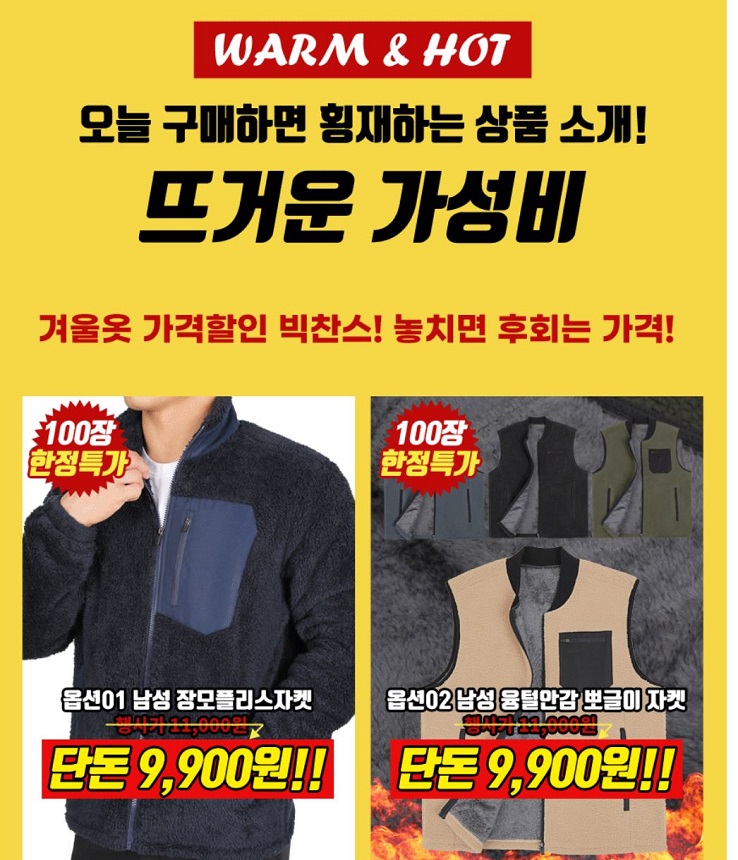 WARM & HOT
오늘 구매하면 횡재하는 상품 소개!
뜨거운 가성비
겨울옷 가격할인 빅찬스! 놓치면 후회는 가격!
100장
한정특가
옵션01 남성 장모플리스자켓
행사가 11,000원
단돈 9,900원!!
100장
한정특가
옵션02 남성 융털안감 뽀글이 자켓
행사가 11,000원
단돈 9,900원!!